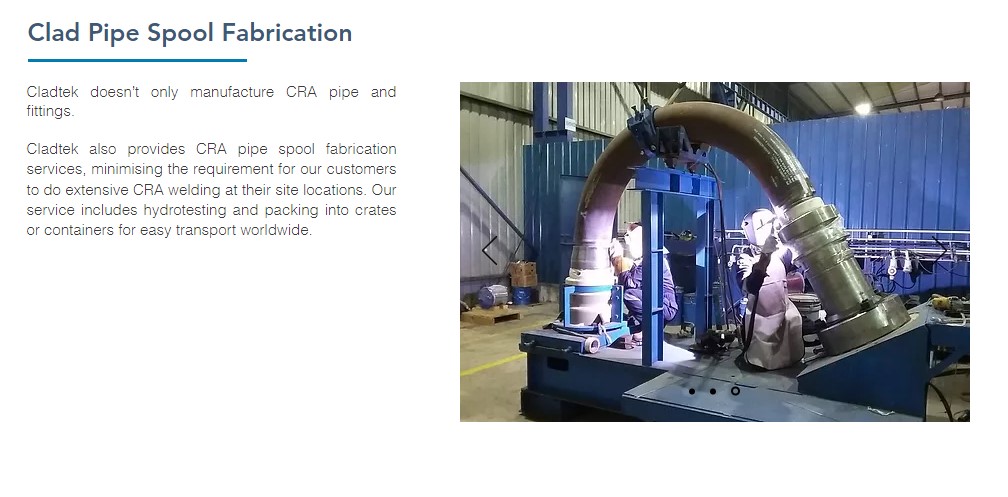 Clad Pipe Spool Fabrication
Cladtek doesn't only manufacture CRA pipe and
fittings.
Cladtek also provides CRA pipe spool fabrication
services, minimising the requirement for our customers
to do extensive CRA welding at their site locations. Our
service includes hydrotesting and packing into crates
or containers for easy transport worldwide.